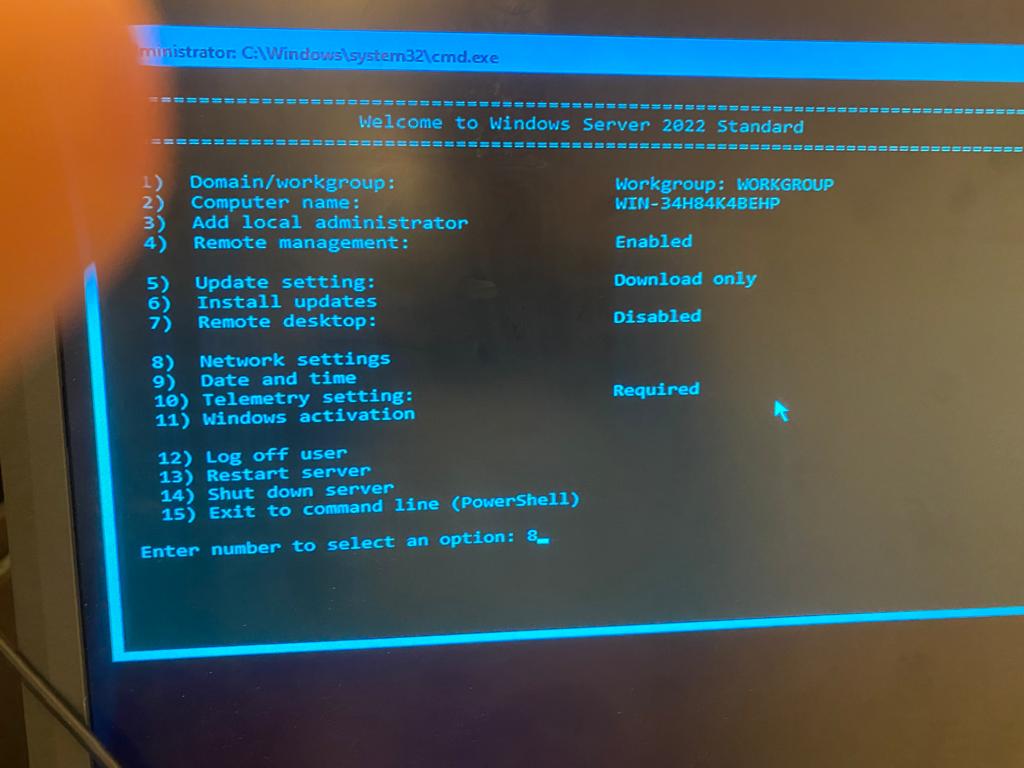 ministrator: C:\Windows\system32\cmd.exe
================================================================================
Welcome to Windows Server 2022 Standard
================================================================================
1) Domain/workgroup: Workgroup: WORKGROUP
2) Computer name: WIN-34H84K4BEHP
3) Add local administrator
4) Remote management: Enabled
5) Update setting: Download only
6) Install updates
7) Remote desktop: Disabled
8) Network settings
9) Date and time
10) Telemetry setting: Required
11) Windows activation
12) Log off user
13) Restart server
14) Shut down server
15) Exit to command line (PowerShell)
Enter number to select an option: 8_